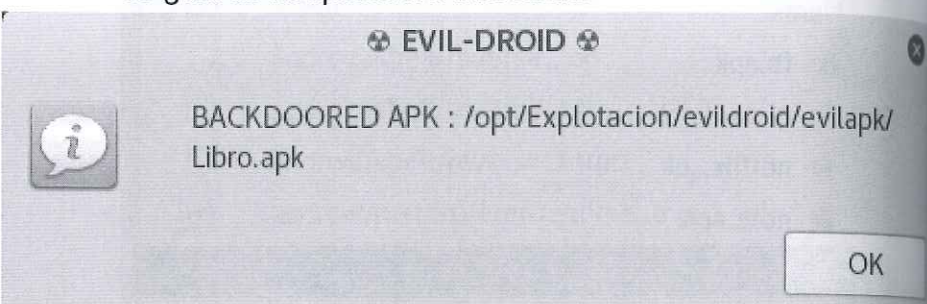 ☢ EVIL-DROID ☢
BACKDOORED APK : /opt/Explotacion/evildroid/evilapk/
Libro.apk
OK